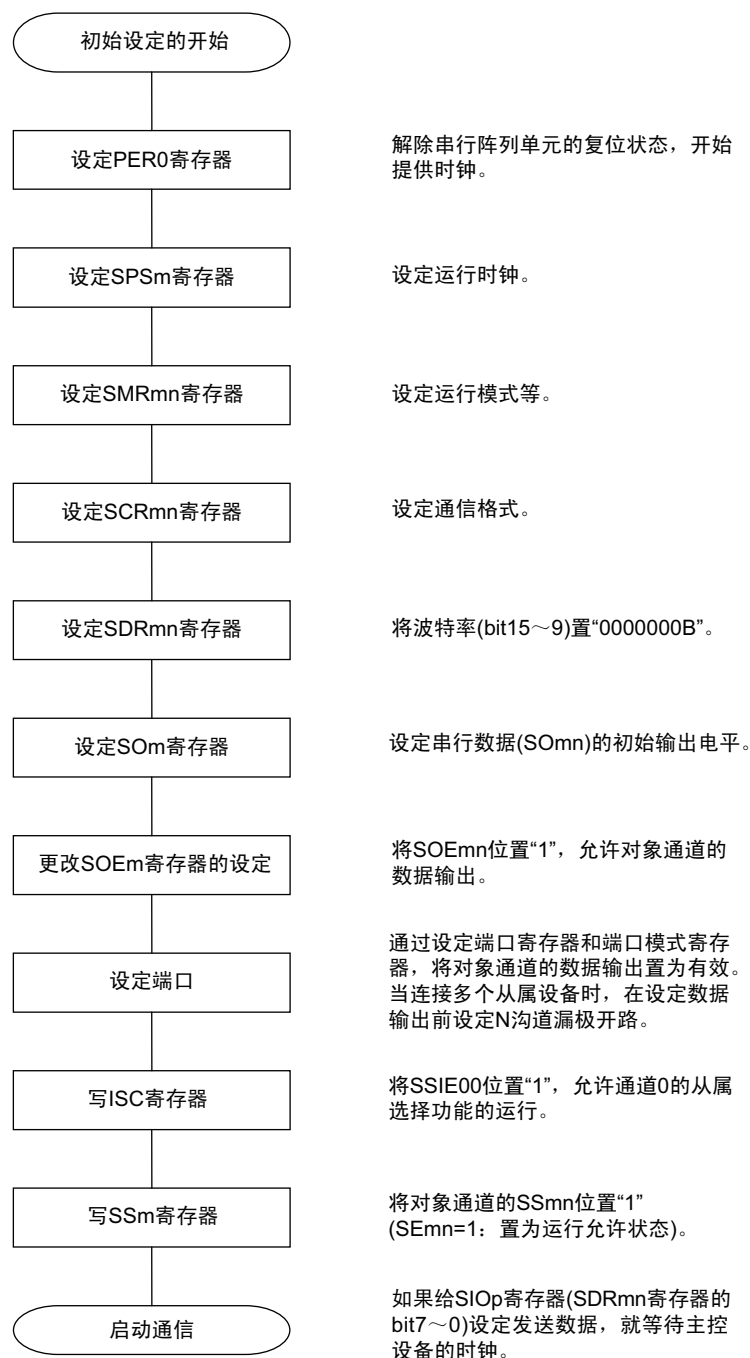 初始设定的开始
设定PER0寄存器
解除串行阵列单元的复位状态，开始
提供时钟。
设定SPSm寄存器
设定运行时钟。
设定SMRmn寄存器
设定运行模式等。
设定SCRmn寄存器
设定通信格式。
设定SDRmn寄存器
将波特率(bit15～9)置“0000000B”。
设定SOm寄存器
设定串行数据(SOmn)的初始输出电平。
更改SOEm寄存器的设定
将SOEmn位置“1”，允许对象通道的
数据输出。
设定端口
通过设定端口寄存器和端口模式寄存
器，将对象通道的数据输出置为有效。
当连接多个从属设备时，在设定数据
输出前设定N沟道漏极开路。
写ISC寄存器
将SSIE00位置“1”，允许通道0的从属
选择功能的运行。
写SSm寄存器
将对象通道的SSmn位置“1”
(SEmn=1：置为运行允许状态)。
启动通信
如果给SIOp寄存器(SDRmn寄存器的
bit7～0)设定发送数据，就等待主控
设备的时钟。